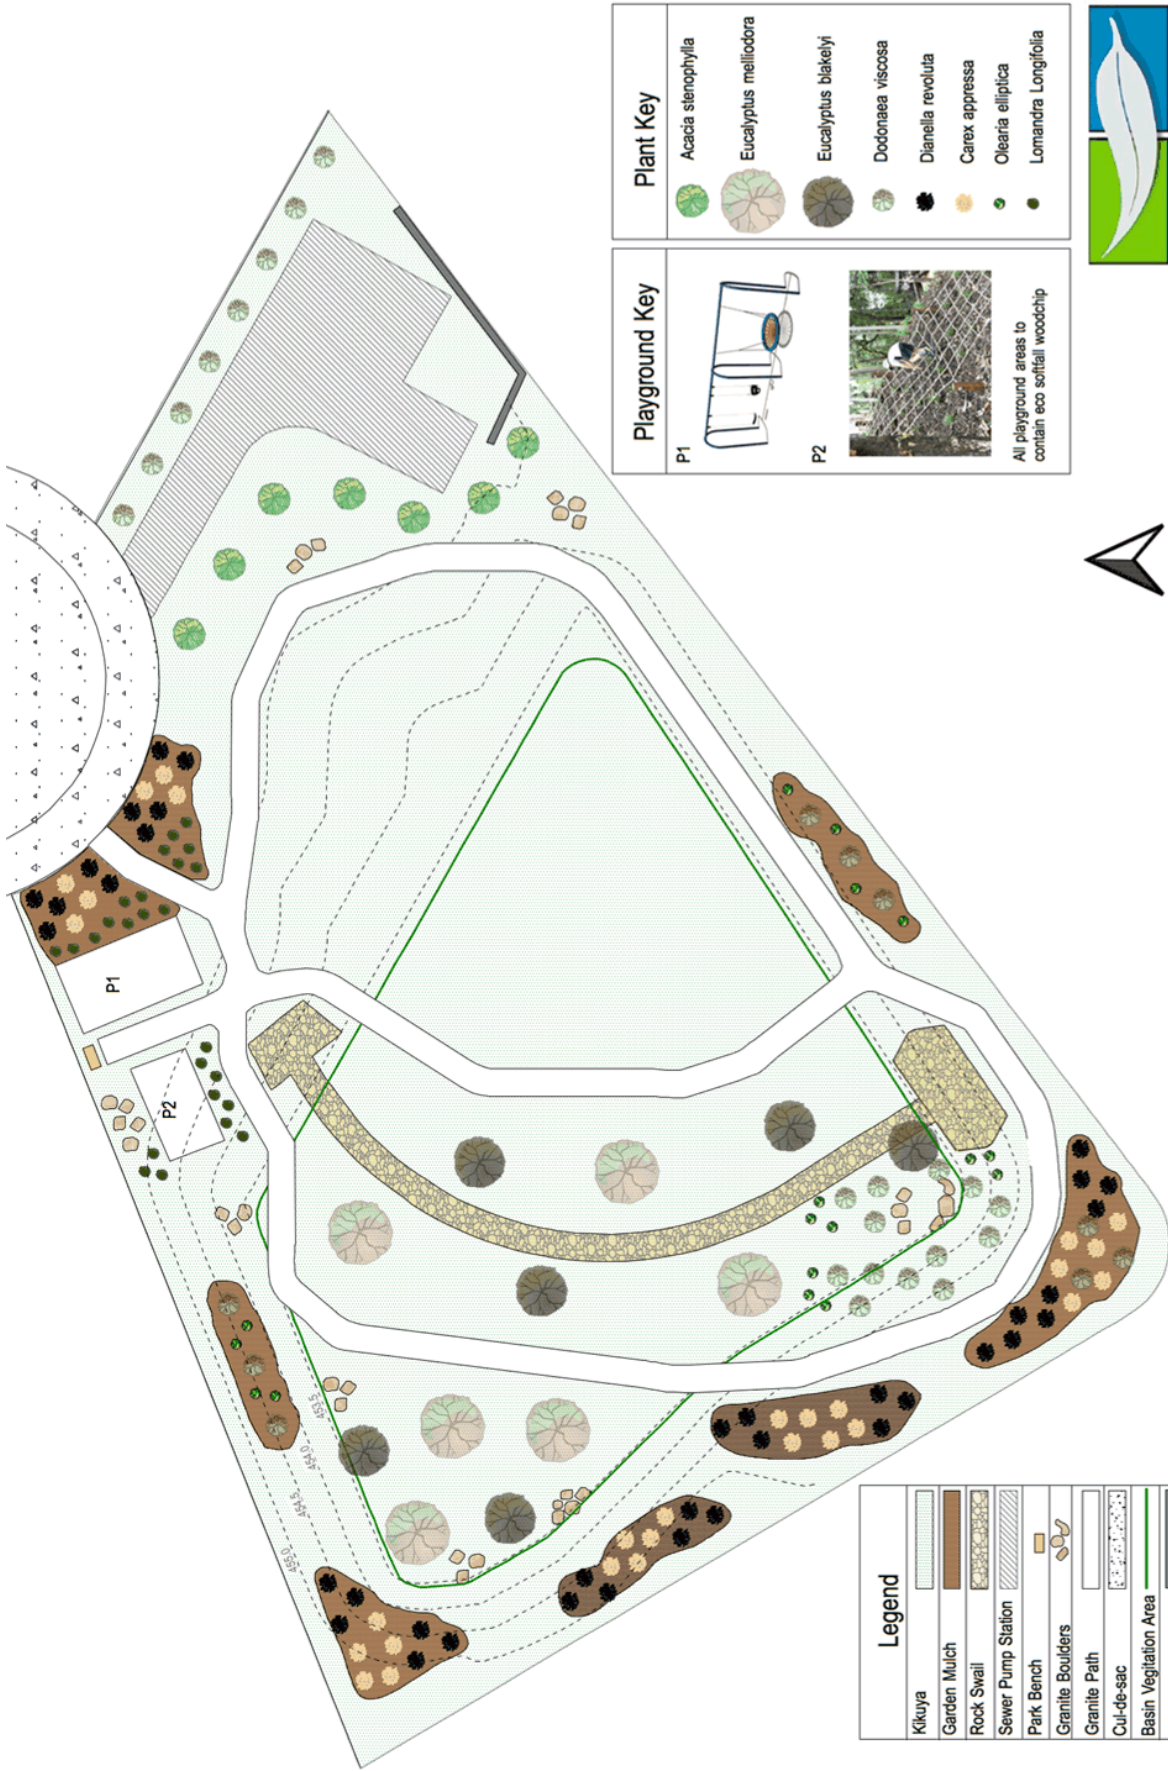 Plant Key
Acacia stenophylla
Eucalyptus melliodora
Eucalyptus blakelyi
Dodonaea viscosa
Dianella revoluta
Carex appressa
Olearia elliptica
Lomandra Longifolia
Playground Key
P1
P2
All playground areas to
contain eco softfall woodchip
P1
P2
455.0
454.5
454.0
453.5
Legend
Kikuya
Garden Mulch
Rock Swail
Sewer Pump Station
Park Bench
Granite Boulders
Granite Path
Cul-de-sac
Basin Vegitation Area